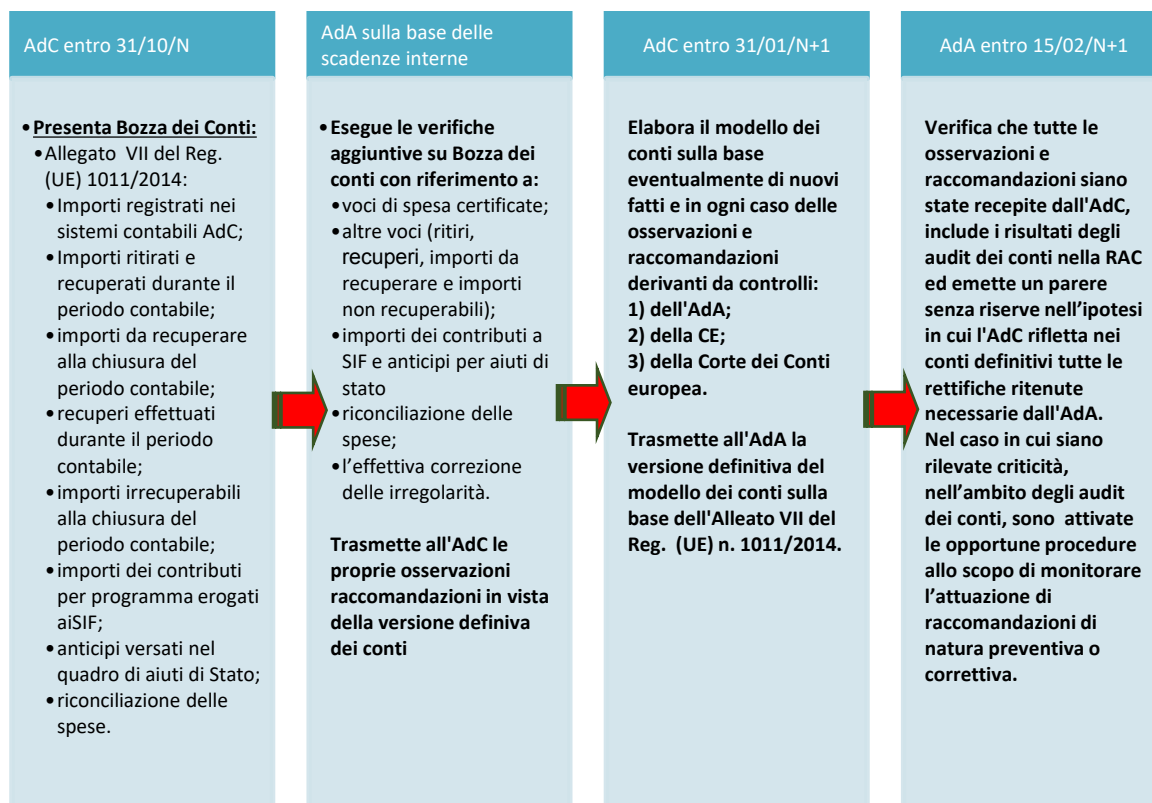 AdC entro 31/10/N
•Presenta Bozza dei Conti:
•Allegato VII del Reg.
(UE) 1011/2014:
•Importi registrati nei
sistemi contabili AdC;
•Importi ritirati e
recuperati durante il
periodo contabile;
•importi da recuperare
alla chiusura del
periodo contabile;
•recuperi effettuati
durante il periodo
contabile;
•importi irrecuperabili
alla chiusura del
periodo contabile;
•importi dei contributi
per programma erogati
aiSIF;
•anticipi versati nel
quadro di aiuti di Stato;
•riconciliazione delle
spese.
AdA sulla base delle
scadenze interne
•Esegue le verifiche
aggiuntive su Bozza dei
conti con riferimento a:
•voci di spesa certificate;
•altre voci (ritiri,
recuperi, importi da
recuperare e importi
non recuperabili);
•importi dei contributi a
SIF e anticipi per aiuti di
stato
•riconciliazione delle
spese;
•l’effettiva correzione
delle irregolarità.
Trasmette all'AdC le
proprie osservazioni
raccomandazioni in vista
della versione definiva
dei conti
AdC entro 31/01/N+1
Elabora il modello dei
conti sulla base
eventualmente di nuovi
fatti e in ogni caso delle
osservazioni e
raccomandazioni
derivanti da controlli:
1) dell'AdA;
2) della CE;
3) della Corte dei Conti
europea.
Trasmette all'AdA la
versione definitiva del
modello dei conti sulla
base dell'Alleato VII del
Reg. (UE) n. 1011/2014.
AdA entro 15/02/N+1
Verifica che tutte le
osservazioni e
raccomandazioni siano
state recepite dall'AdC,
include i risultati degli
audit dei conti nella RAC
ed emette un parere
senza riserve nell’ipotesi
in cui l'AdC rifletta nei
conti definitivi tutte le
rettifiche ritenute
necessarie dall'AdA.
Nel caso in cui siano
rilevate criticità,
nell’ambito degli audit
dei conti, sono attivate
le opportune procedure
allo scopo di monitorare
l’attuazione di
raccomandazioni di
natura preventiva o
correttiva.